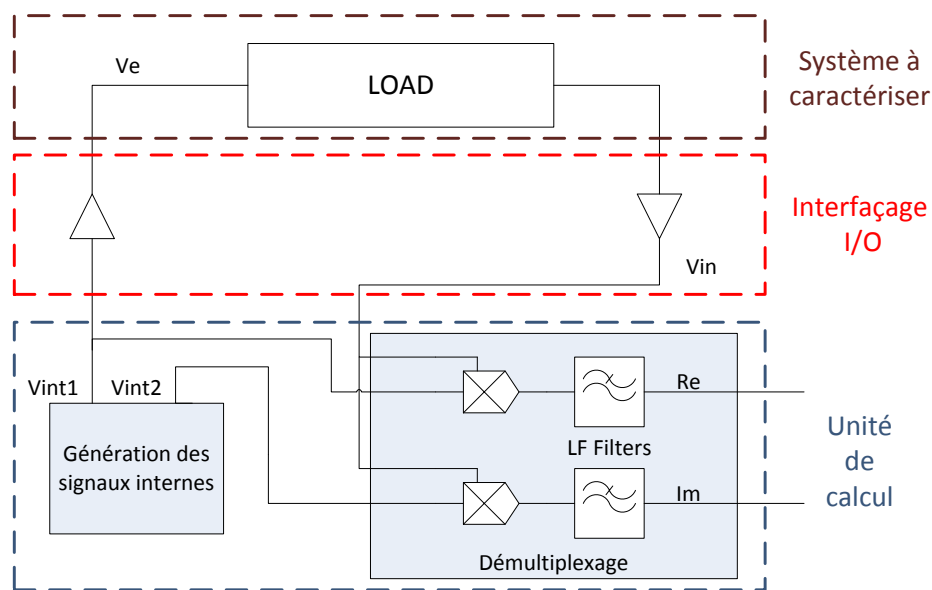 Ve
LOAD
Système à
caractériser
Interfaçage
I/O
Vin
Vint1
Vint2
Re
Génération des
signaux internes
LF Filters
Im
Unité
de
calcul
Démultiplexage